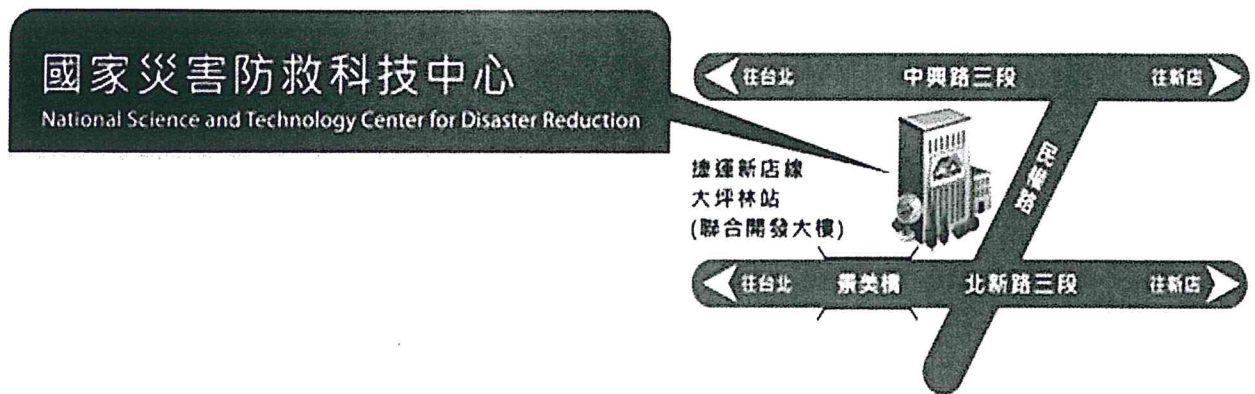 國家災害防救科技中心
National Science and Technology Center for Disaster Reduction
往台北 中興路三段 往新店
捷運新店線
大坪林站
(聯合開發大樓)
民權路
往台北 景美橋 北新路三段 往新店